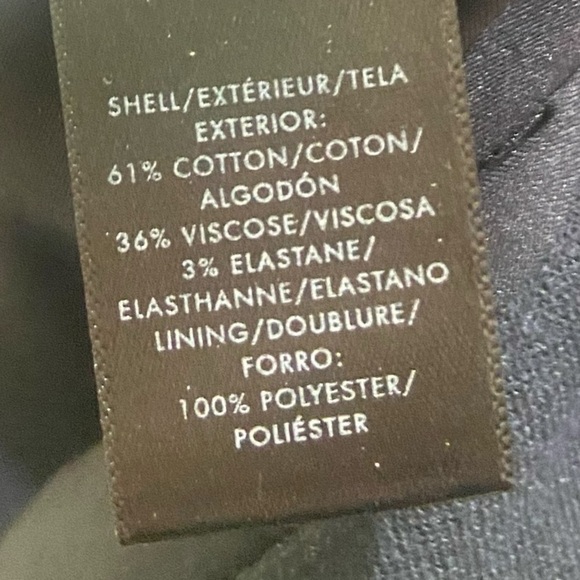 SHELL/EXTÉRIEUR/TELA
EXTERIOR:
61% COTTON/COTON/
ALGODÓN
36% VISCOSE/VISCOSA
3% ELASTANE/
ELASTHANNE/ELASTANO
LINING/DOUBLURE/
FORRO:
100% POLYESTER/
POLIÉSTER